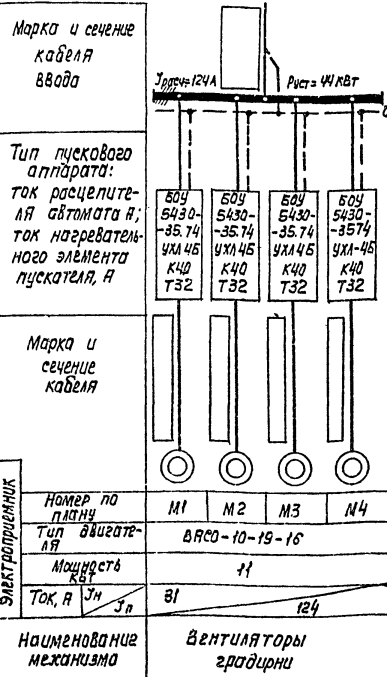 Марка и сечение
кабеля
ввода
Iрасч=124А
Руст=44кВт
Тип пускового
аппарата:
ток расцепите-
ля автомата А;
ток нагреватель-
ного элемента
пускателя, А
БОУ
5430-
-35.74
УХЛ4Б
К40
Т32
БОУ
5430-
-35.74
УХЛ4Б
К40
Т32
БОУ
5430-
-35.74
УХЛ4Б
К40
Т32
БОУ
5430-
-3574
УХЛ-4Б
К40
Т32
Марка и
сечение
кабеля
Электроприемник
Номер по
плану
М1
М2
М3
М4
Тип двигате-
ля
ВАСО-10-19-16
Мощность
кВт
11
Ток, А
Iн
Iп
31
124
Наименование
механизма
Вентиляторы
градирни